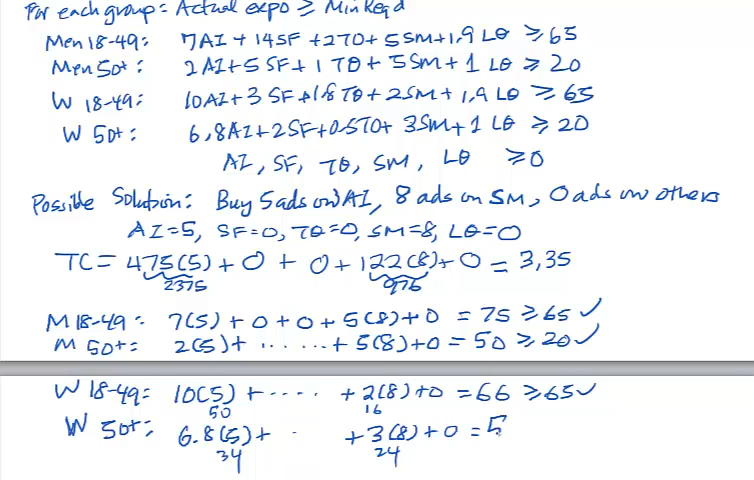 For each group: Actual expo ≥ Min Req'd
Men 18-49: 7AI + 14SF + 2TO + 5SM + 1.9 LO ≥ 65
Men 50+: 2AI + 5SF + 1TO + 5SM + 1 LO ≥ 20
W 18-49: 10AI + 3SF + 1.8TO + 2SM + 1.9 LO ≥ 65
W 50+: 6.8AI + 2SF + 0.5TO + 3SM + 1 LO ≥ 20
AI, SF, TO, SM, LO ≥ 0
Possible Solution: Buy 5 ads on AI, 8 ads on SM, 0 ads on others
AI=5, SF=0, TO=0, SM=8, LO=0
TC = 475(5) + 0 + 0 + 122(8) + 0 = 3,35
2375 976
M 18-49: 7(5) + 0 + 0 + 5(8) + 0 = 75 ≥ 65 ✓
M 50+: 2(5) + ...... + 5(8) + 0 = 50 ≥ 20 ✓
W 18-49: 10(5) + .... + 2(8) + 0 = 66 ≥ 65 ✓
50 16
W 50+: 6.8(5) + . + 3(8) + 0 = 5
34 24